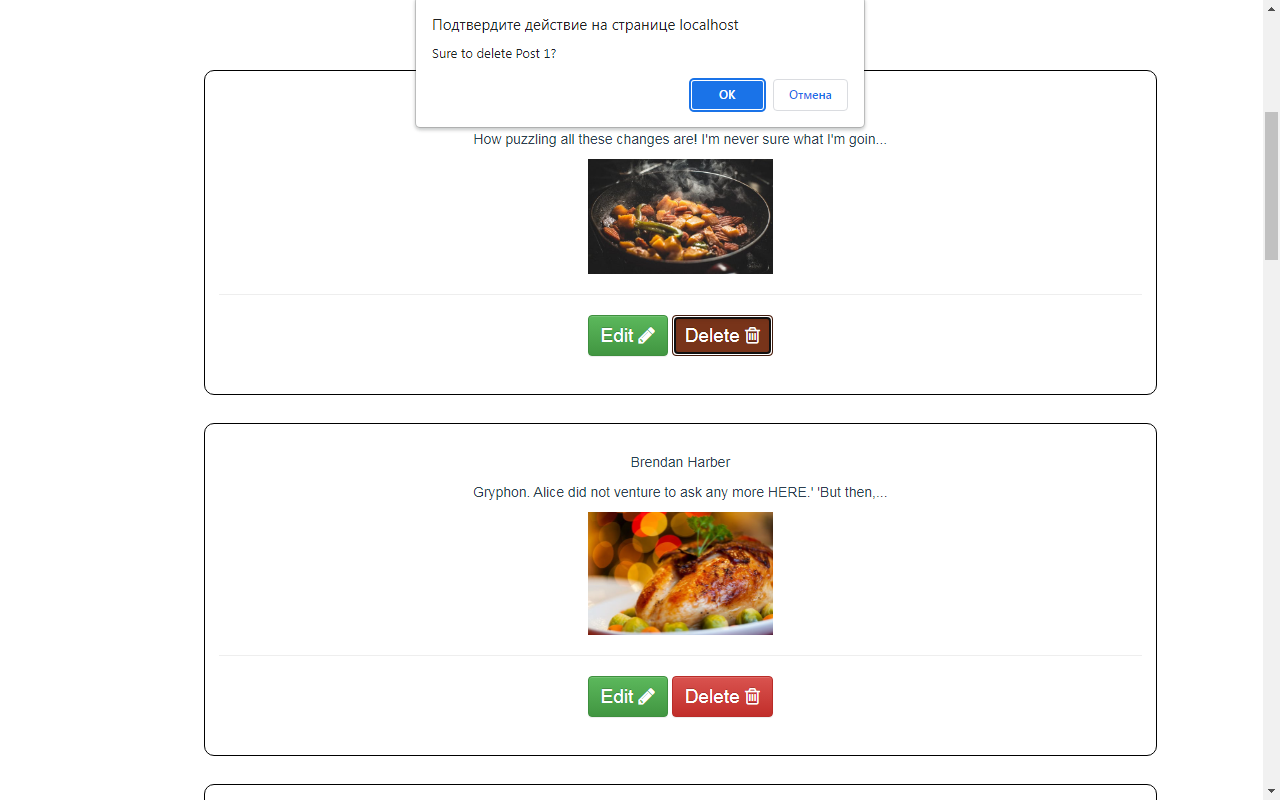 Подтвердите действие на странице localhost
Sure to delete Post 1?
ОК
Отмена
How puzzling all these changes are! I'm never sure what I'm goin...
Edit
Delete
Brendan Harber
Gryphon. Alice did not venture to ask any more HERE.' 'But then,...
Edit
Delete